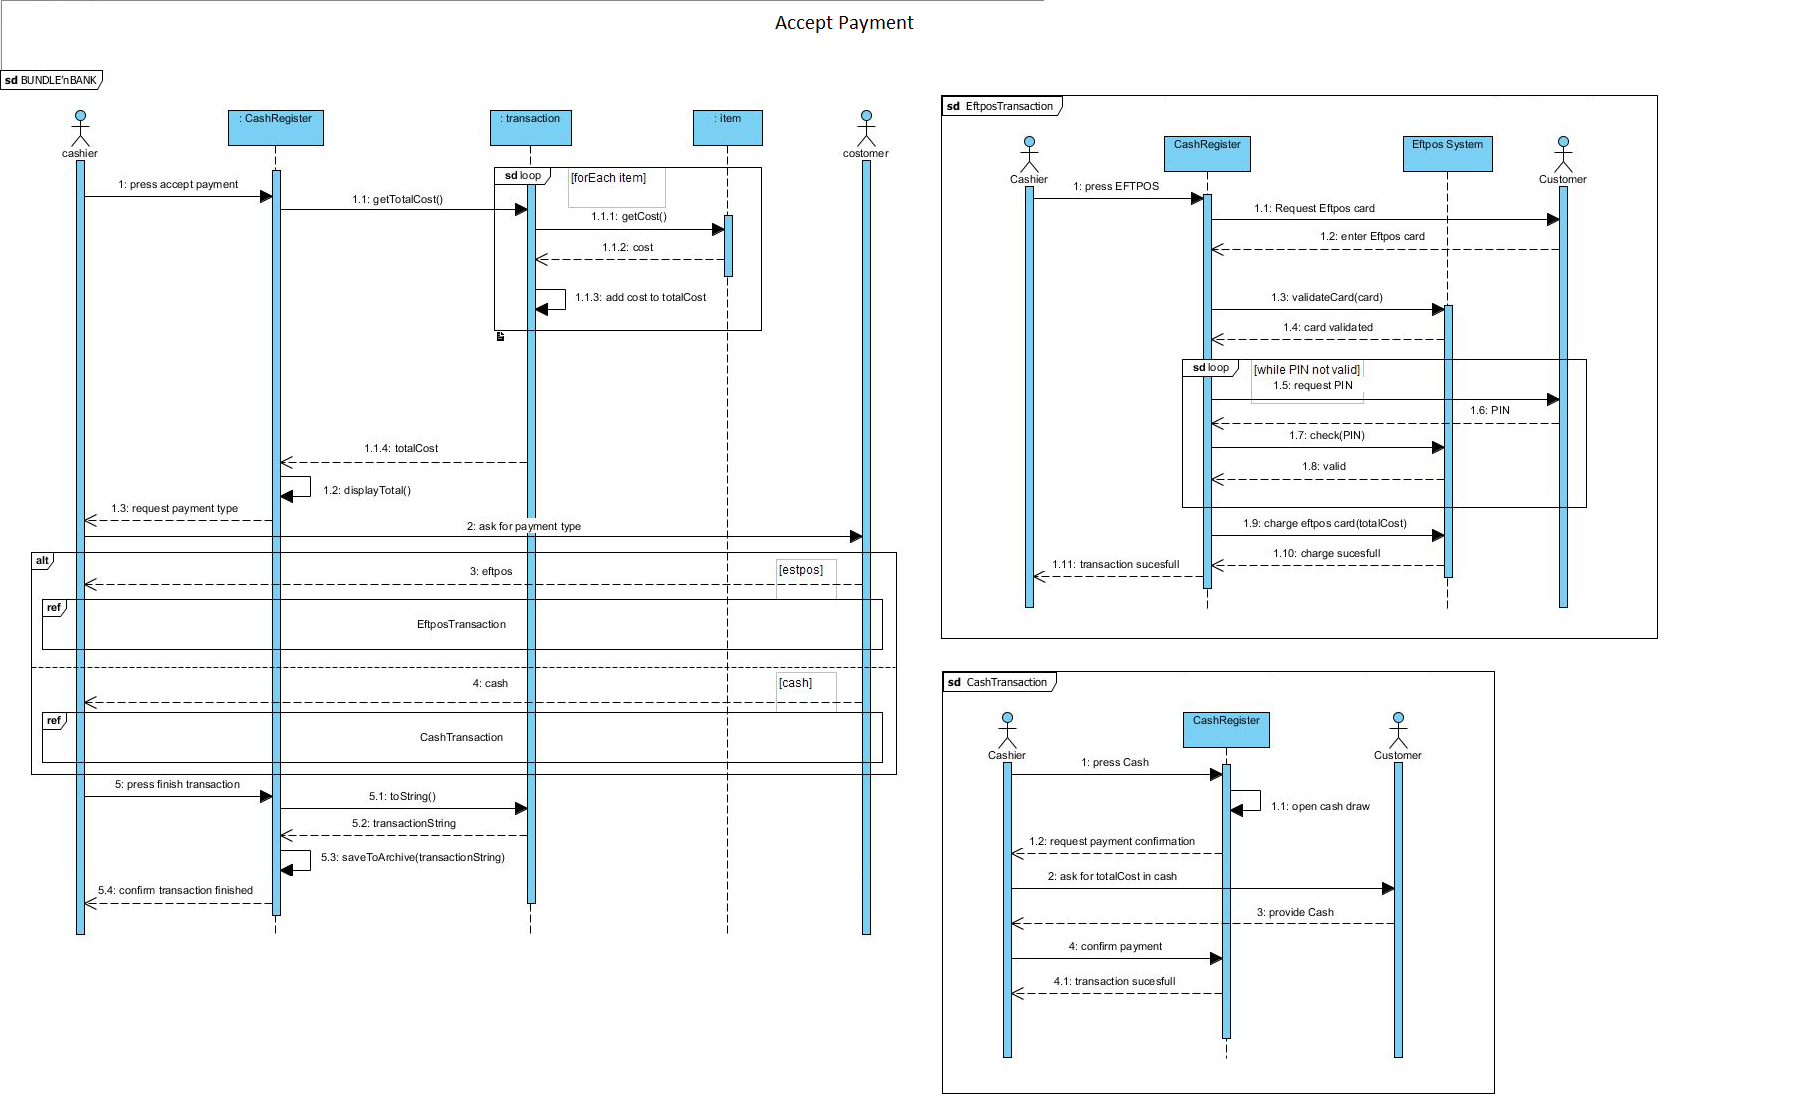 Accept Payment
sd BUNDLE'nBANK
cashier
: CashRegister
: transaction
: item
costomer
sd loop
[forEach item]
1: press accept payment
1.1: getTotalCost()
1.1.1: getCost()
1.1.2: cost
1.1.3: add cost to totalCost
1.1.4: totalCost
1.2: displayTotal()
1.3: request payment type
2: ask for payment type
alt
[estpos]
3: eftpos
ref
EftposTransaction
4: cash
[cash]
ref
CashTransaction
5: press finish transaction
5.1: toString()
5.2: transactionString
5.3: saveToArchive(transactionString)
5.4: confirm transaction finished
sd EftposTransaction
Cashier
CashRegister
Eftpos System
Customer
1: press EFTPOS
1.1: Request Eftpos card
1.2: enter Eftpos card
1.3: validateCard(card)
1.4: card validated
sd loop
[while PIN not valid]
1.5: request PIN
1.6: PIN
1.7: check(PIN)
1.8: valid
1.9: charge eftpos card(totalCost)
1.10: charge sucesfull
1.11: transaction sucesfull
sd CashTransaction
Cashier
CashRegister
Customer
1: press Cash
1.1: open cash draw
1.2: request payment confirmation
2: ask for totalCost in cash
3: provide Cash
4: confirm payment
4.1: transaction sucesfull